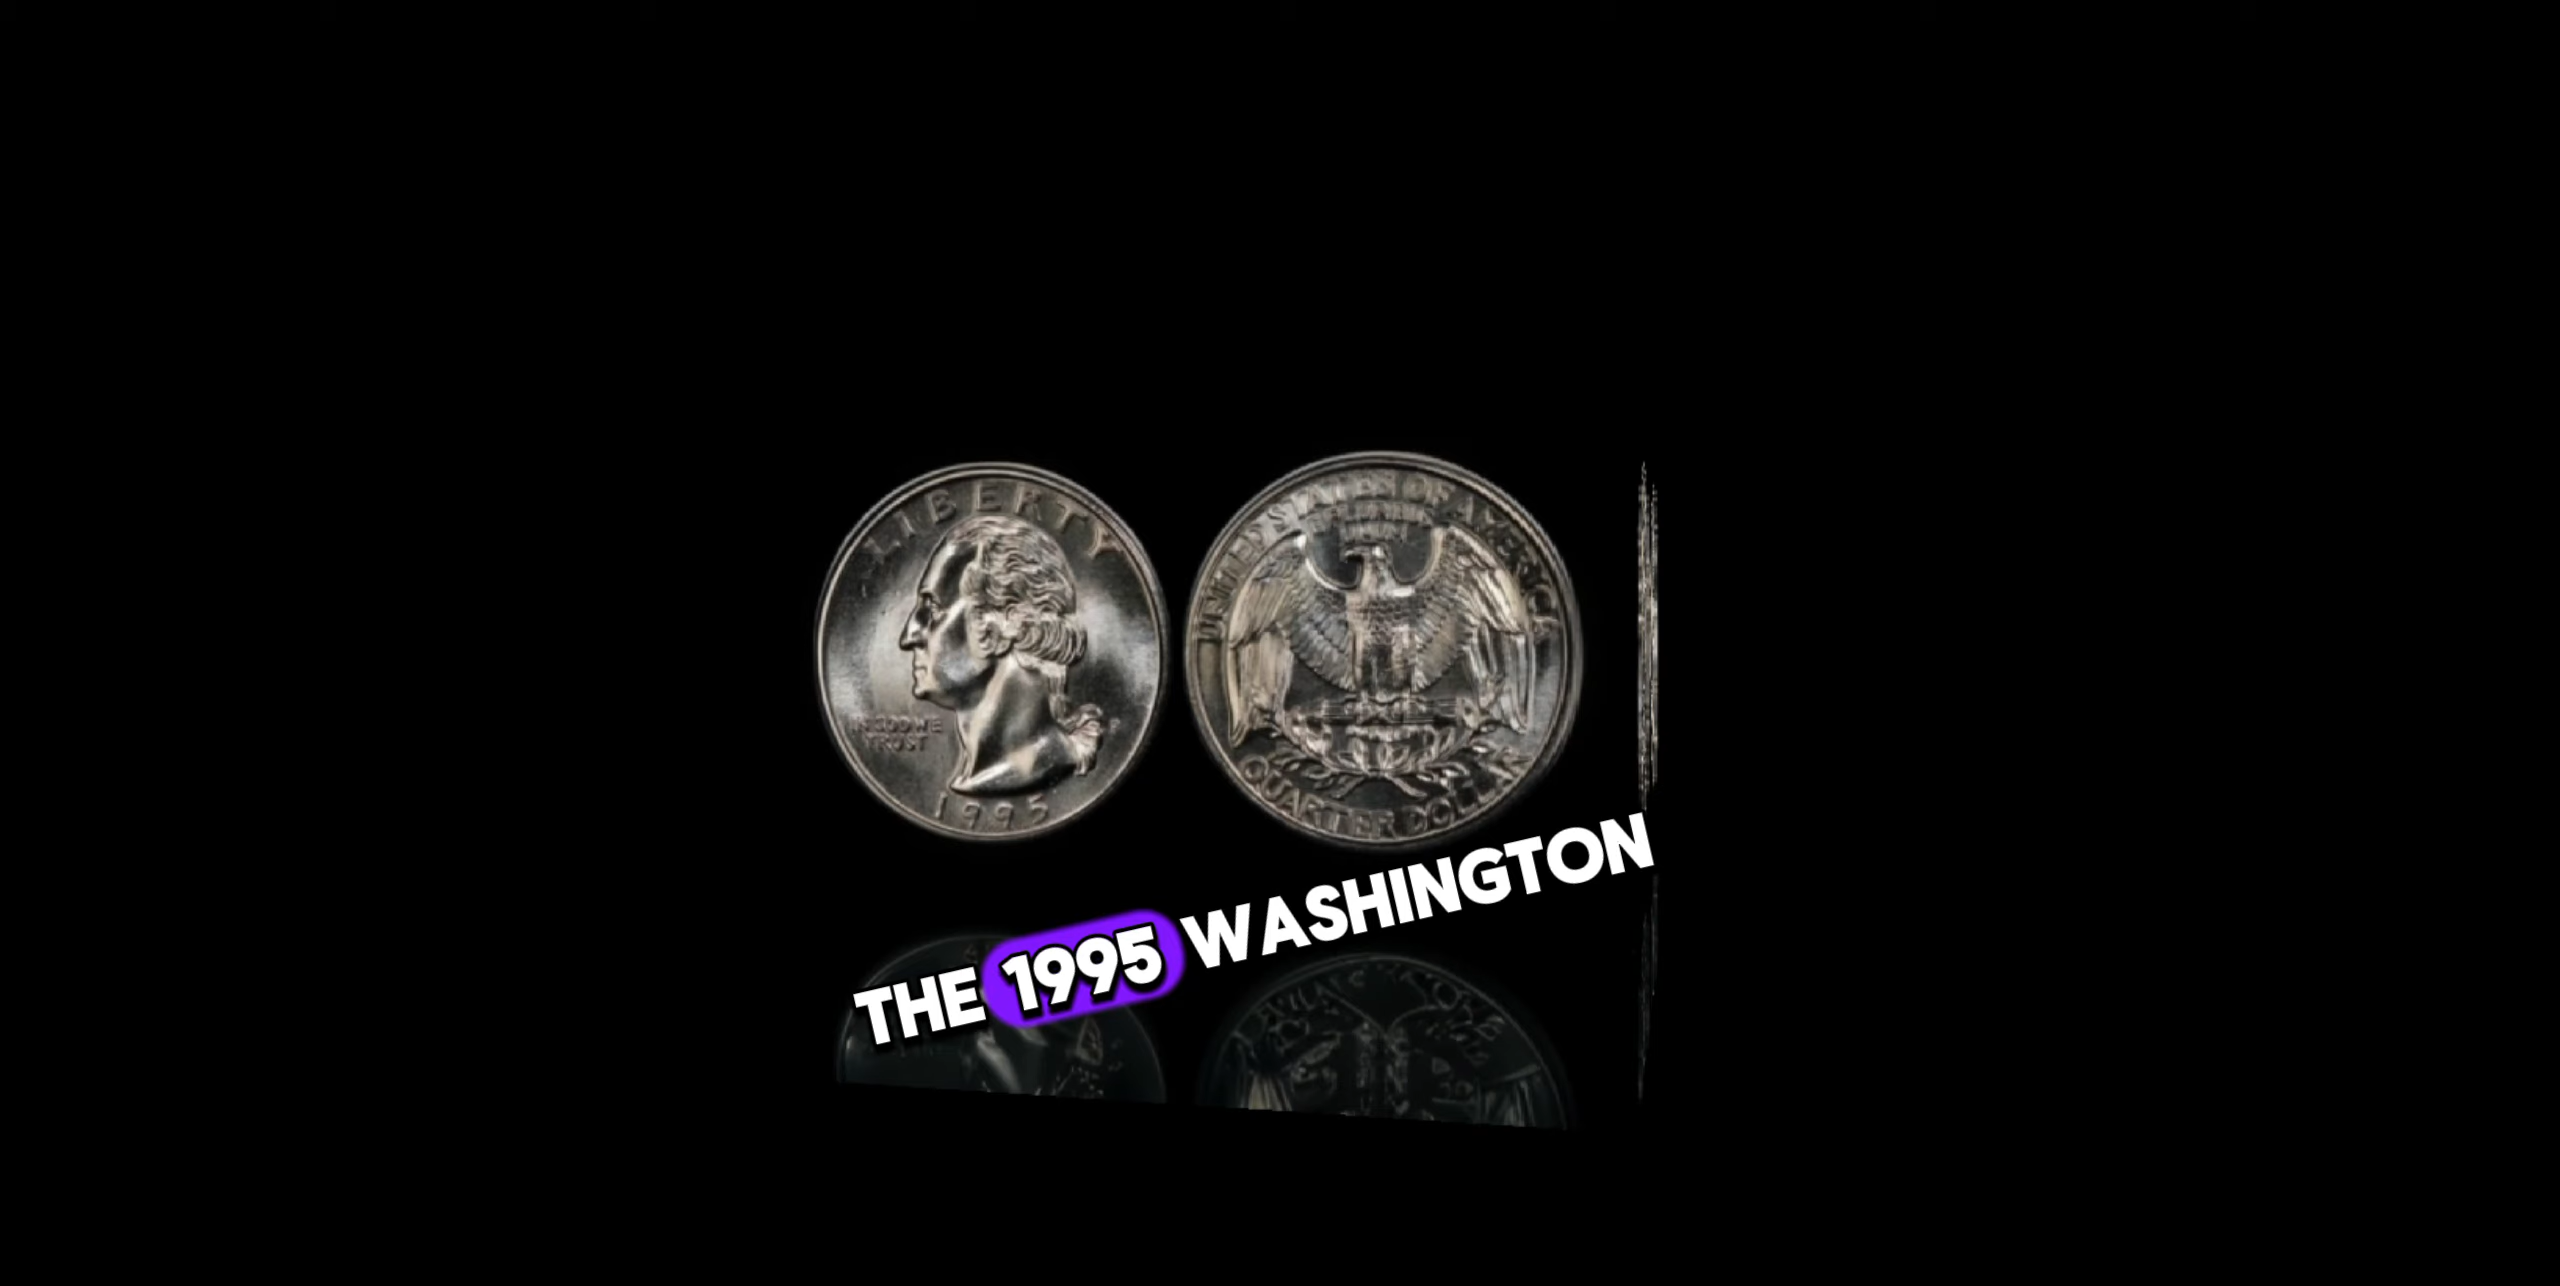 LIBERTY
IN GOD WE
TRUST
1995
UNITED STATES OF AMERICA
QUARTER DOLLAR
THE 1995 WASHINGTON